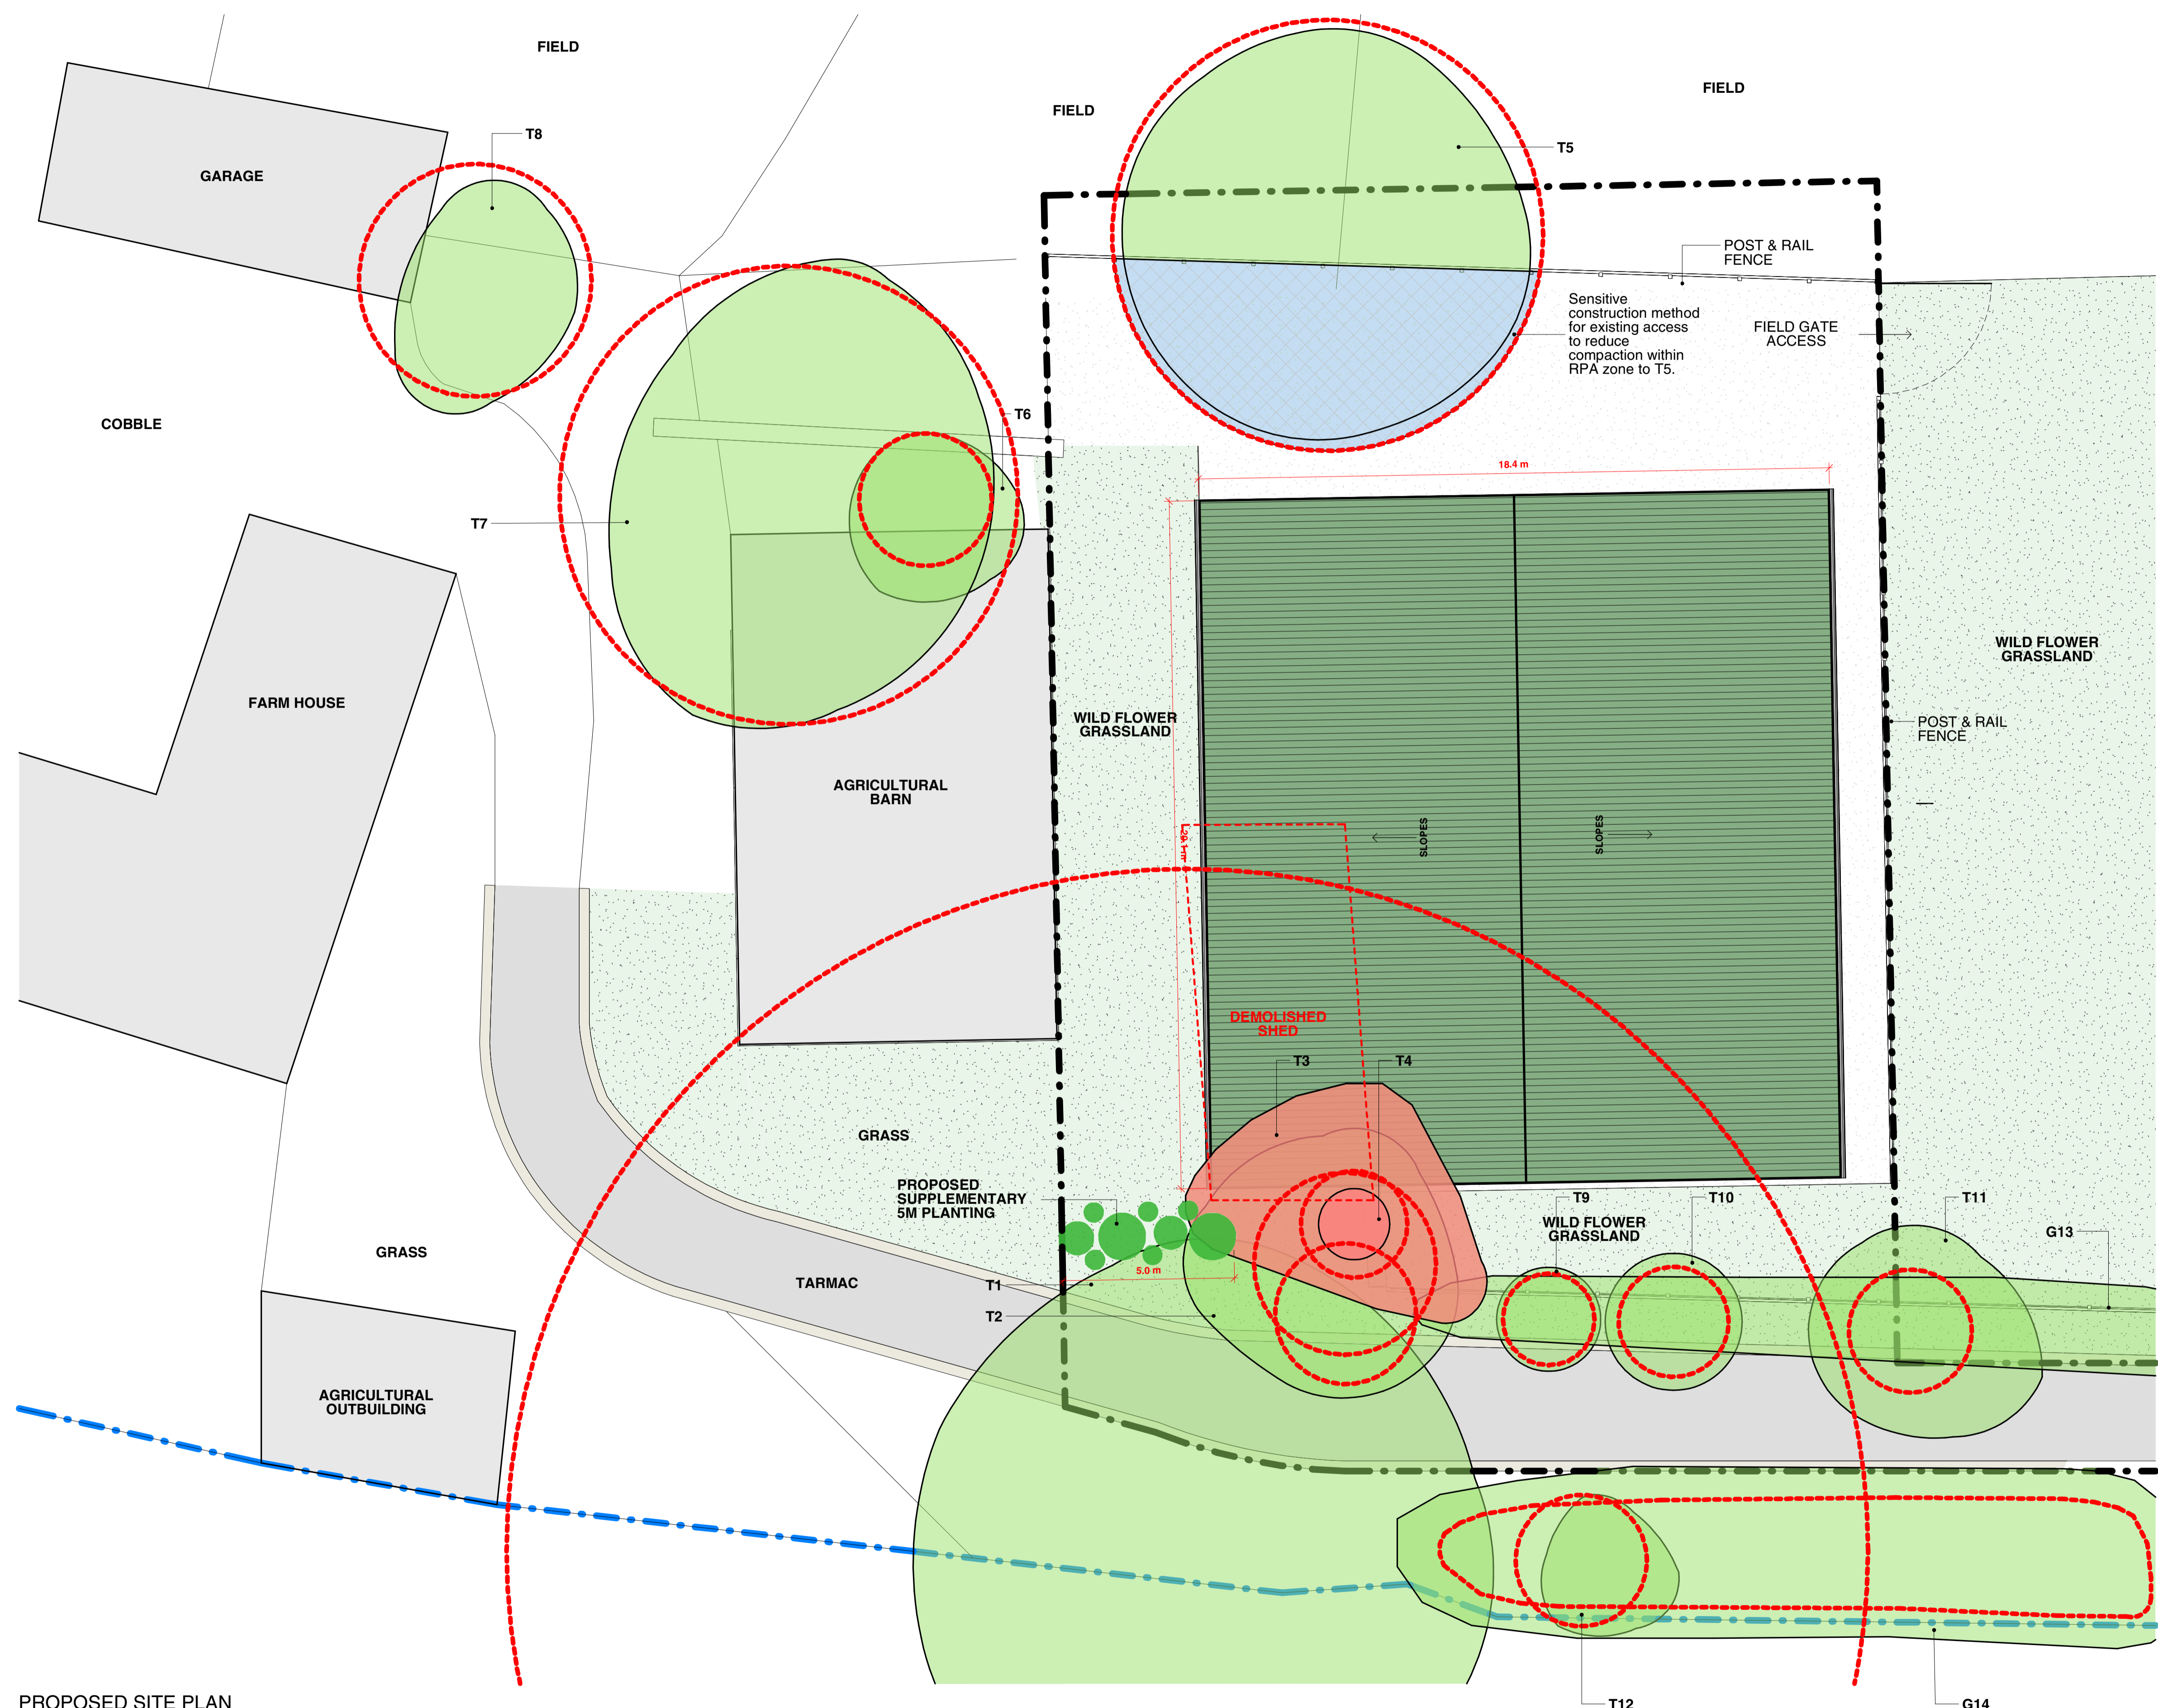 FIELD
FIELD
FIELD
T8
T5
GARAGE
POST & RAIL
FENCE
Sensitive
construction method
for existing access
to reduce
compaction within
RPA zone to T5.
FIELD GATE
ACCESS
COBBLE
T6
18.4 m
T7
WILD FLOWER
GRASSLAND
FARM HOUSE
WILD FLOWER
GRASSLAND
POST & RAIL
FENCE
AGRICULTURAL
BARN
SLOPES
SLOPES
DEMOLISHED
SHED
T3
T4
GRASS
PROPOSED
SUPPLEMENTARY
5M PLANTING
T9
T10
T11
WILD FLOWER
GRASSLAND
G13
GRASS
TARMAC
5.0 m
T1
T2
AGRICULTURAL
OUTBUILDING
PROPOSED SITE PLAN
T12
G14